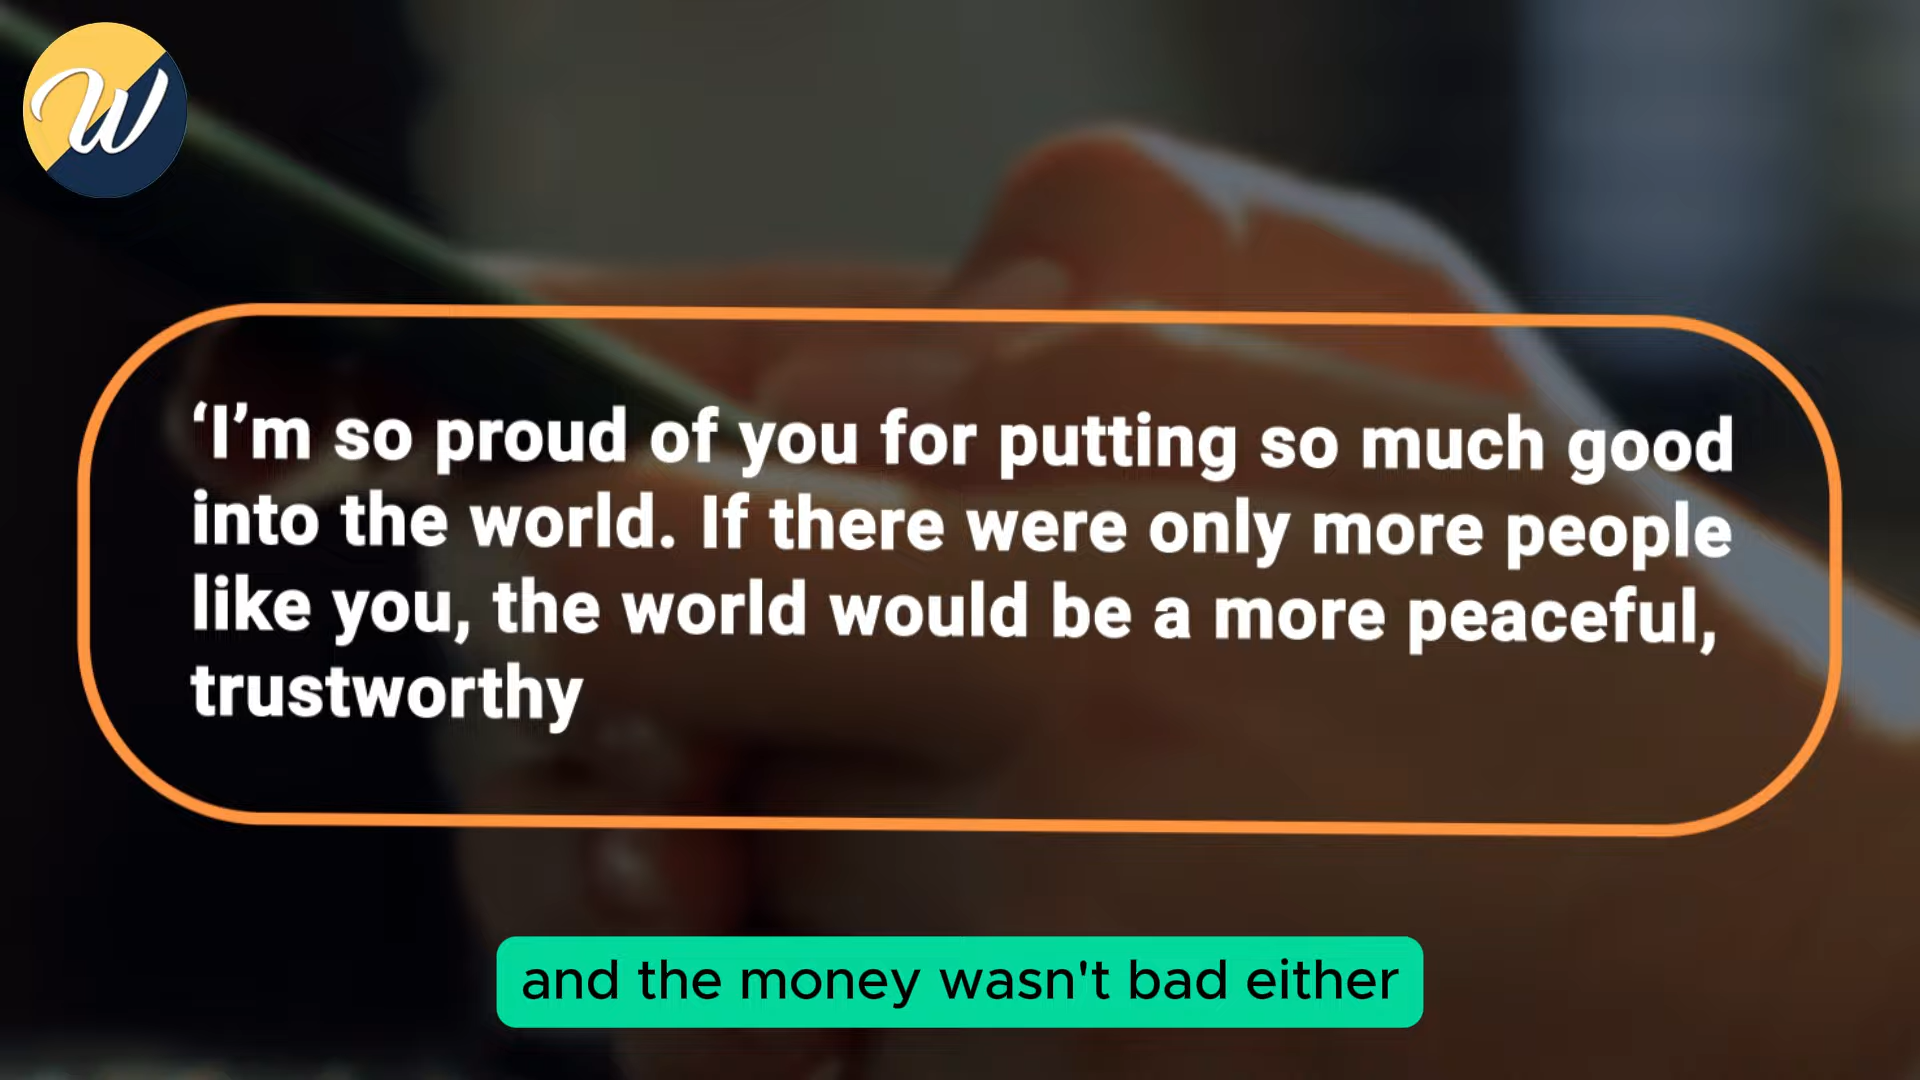 W
‘I’m so proud of you for putting so much good
into the world. If there were only more people
like you, the world would be a more peaceful,
trustworthy
and the money wasn't bad either